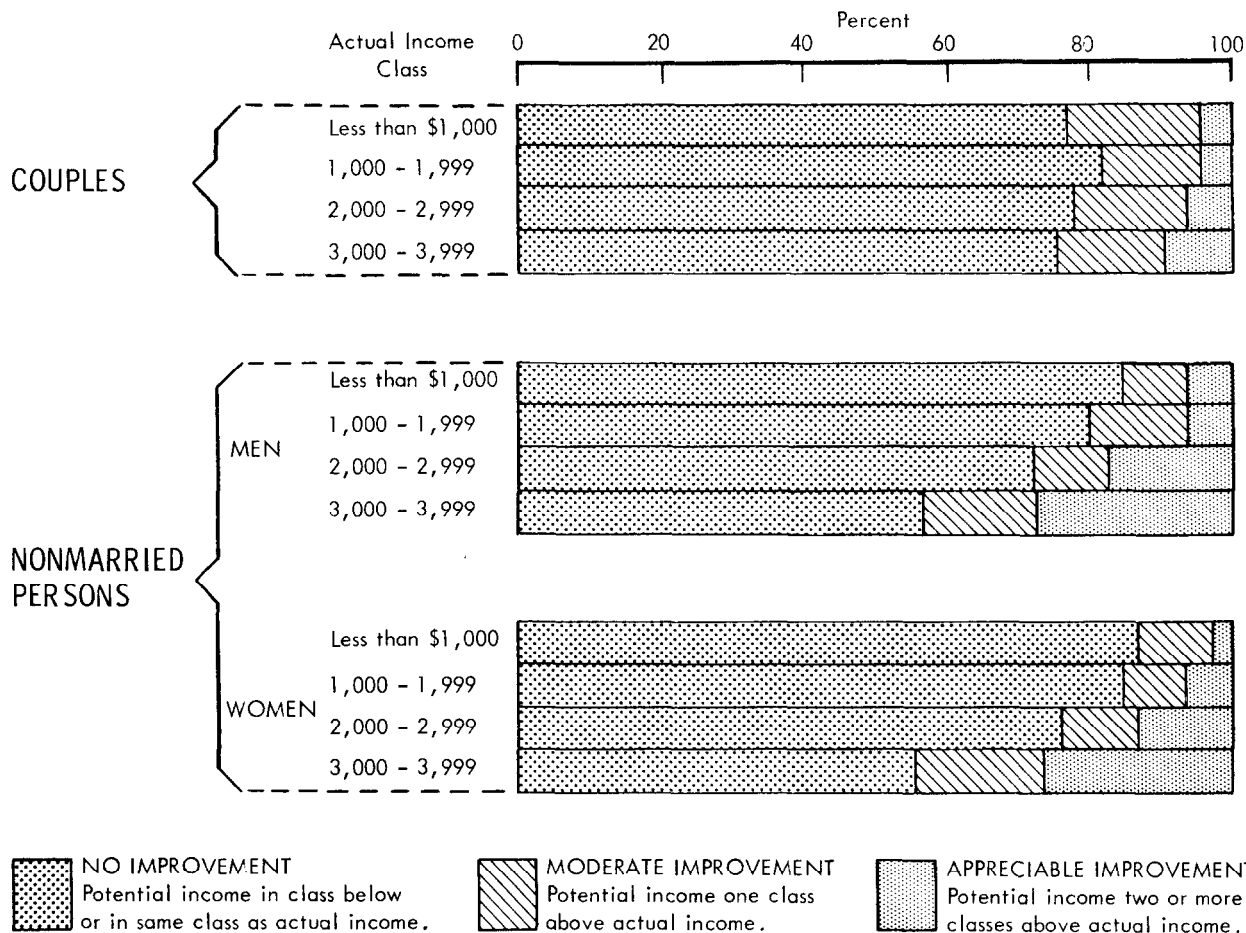 Percent
Actual Income
Class
0 20 40 60 80 100
COUPLES
Less than $1,000
1,000 - 1,999
2,000 - 2,999
3,000 - 3,999
NONMARRIED
PERSONS
MEN
Less than $1,000
1,000 - 1,999
2,000 - 2,999
3,000 - 3,999
WOMEN
Less than $1,000
1,000 - 1,999
2,000 - 2,999
3,000 - 3,999
NO IMPROVEMENT
Potential income in class below
or in same class as actual income.
MODERATE IMPROVEMENT
Potential income one class
above actual income.
APPRECIABLE IMPROVEMENT
Potential income two or more
classes above actual income.